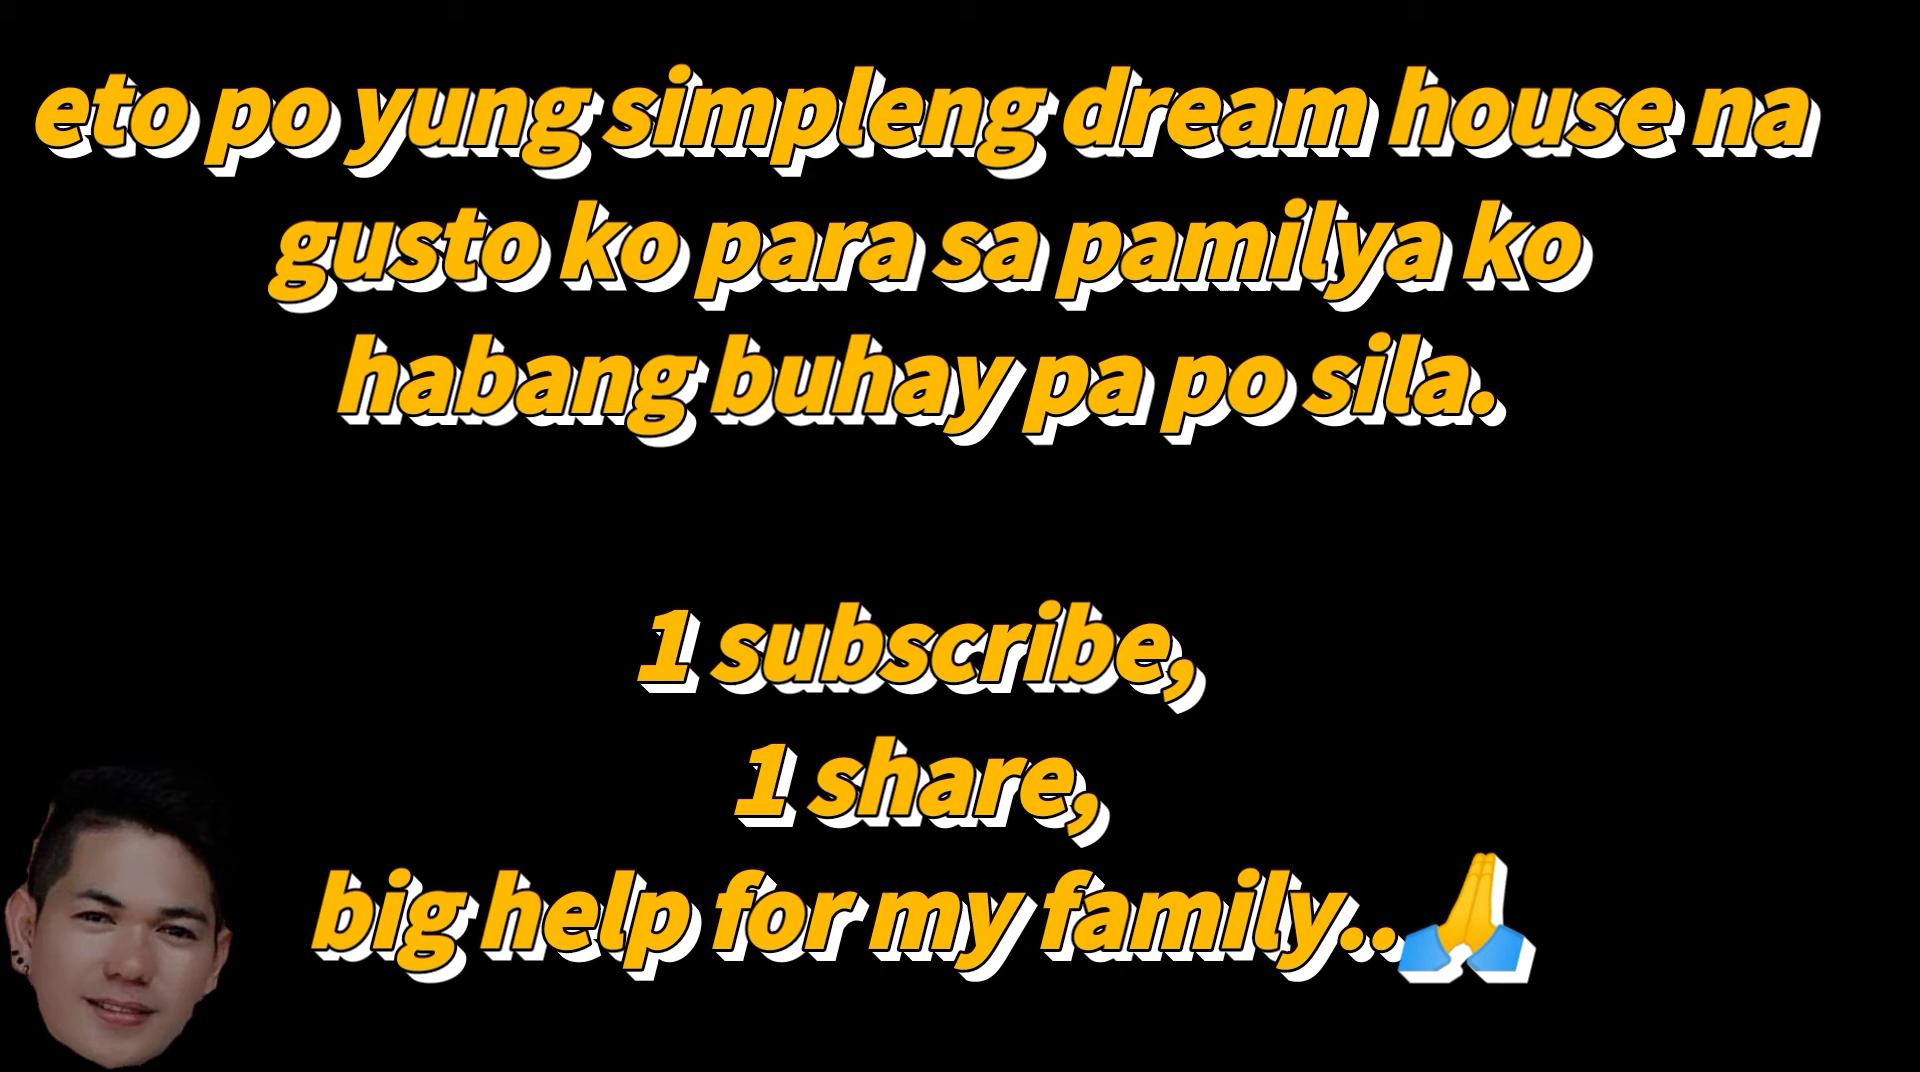 eto po yung simpleng dream house na
gusto ko para sa pamilya ko
habang buhay pa po sila.
1 subscribe,
1 share,
big help for my family..🙏